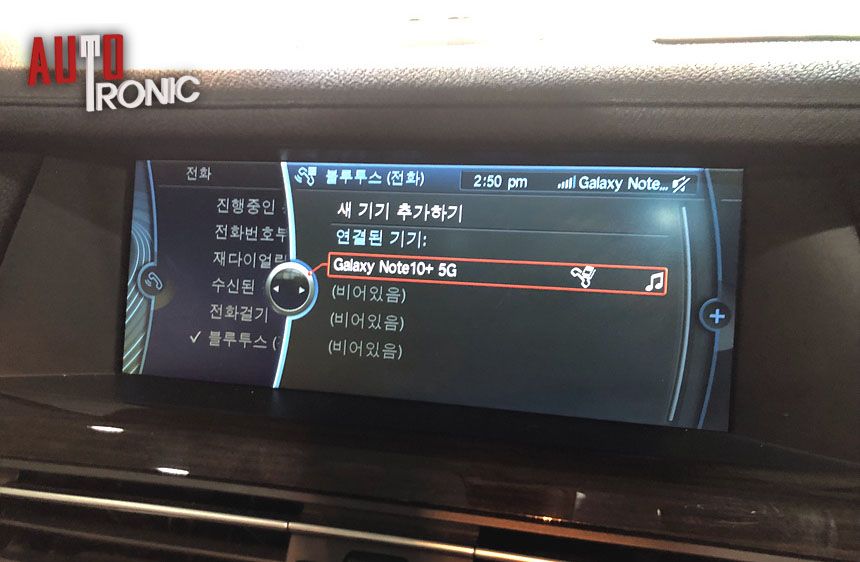 AUTO
TRONIC
전화
블루투스 (전화)
2:50 pm
Galaxy Note...
진행중인
전화번호부
재다이얼
수신된
전화걸기
✓ 블루투스 (
새 기기 추가하기
연결된 기기:
Galaxy Note10+ 5G
(비어있음)
(비어있음)
(비어있음)